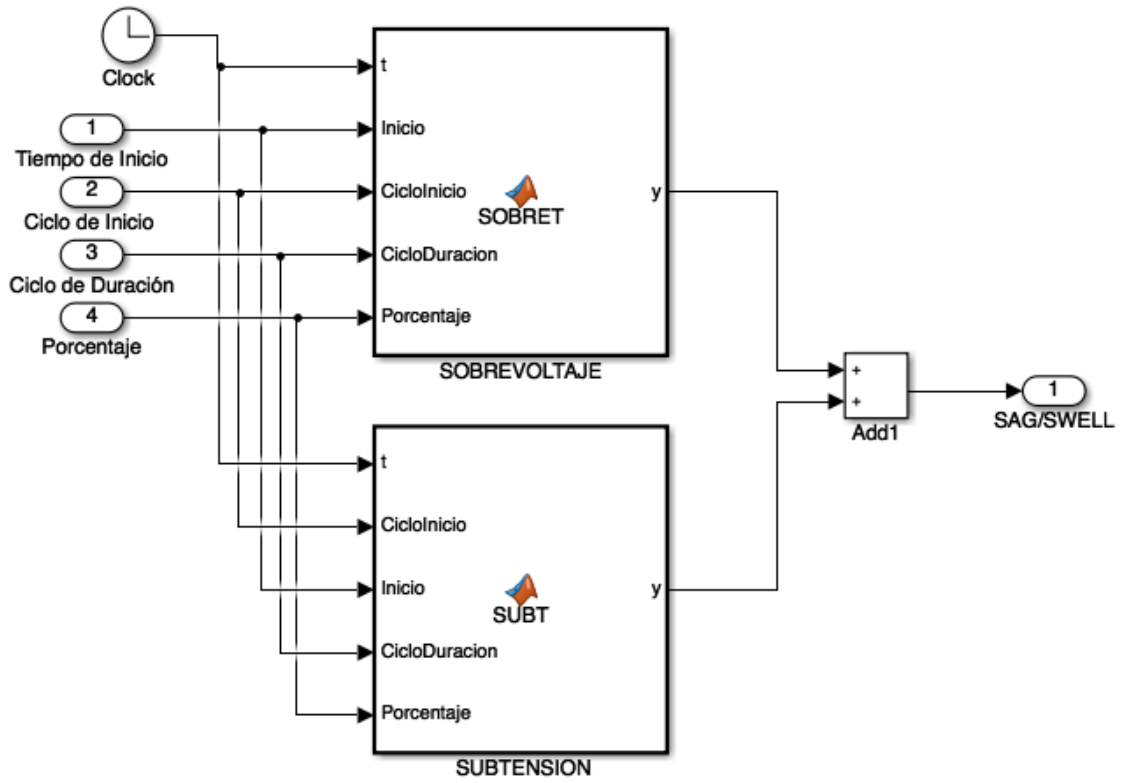 Clock
1
Tiempo de Inicio
2
Ciclo de Inicio
3
Ciclo de Duración
4
Porcentaje
t
Inicio
CicloInicio
CicloDuracion
Porcentaje
SOBRET
y
SOBREVOLTAJE
t
CicloInicio
Inicio
CicloDuracion
Porcentaje
SUBT
y
SUBTENSION
+
+
Add1
1
SAG/SWELL